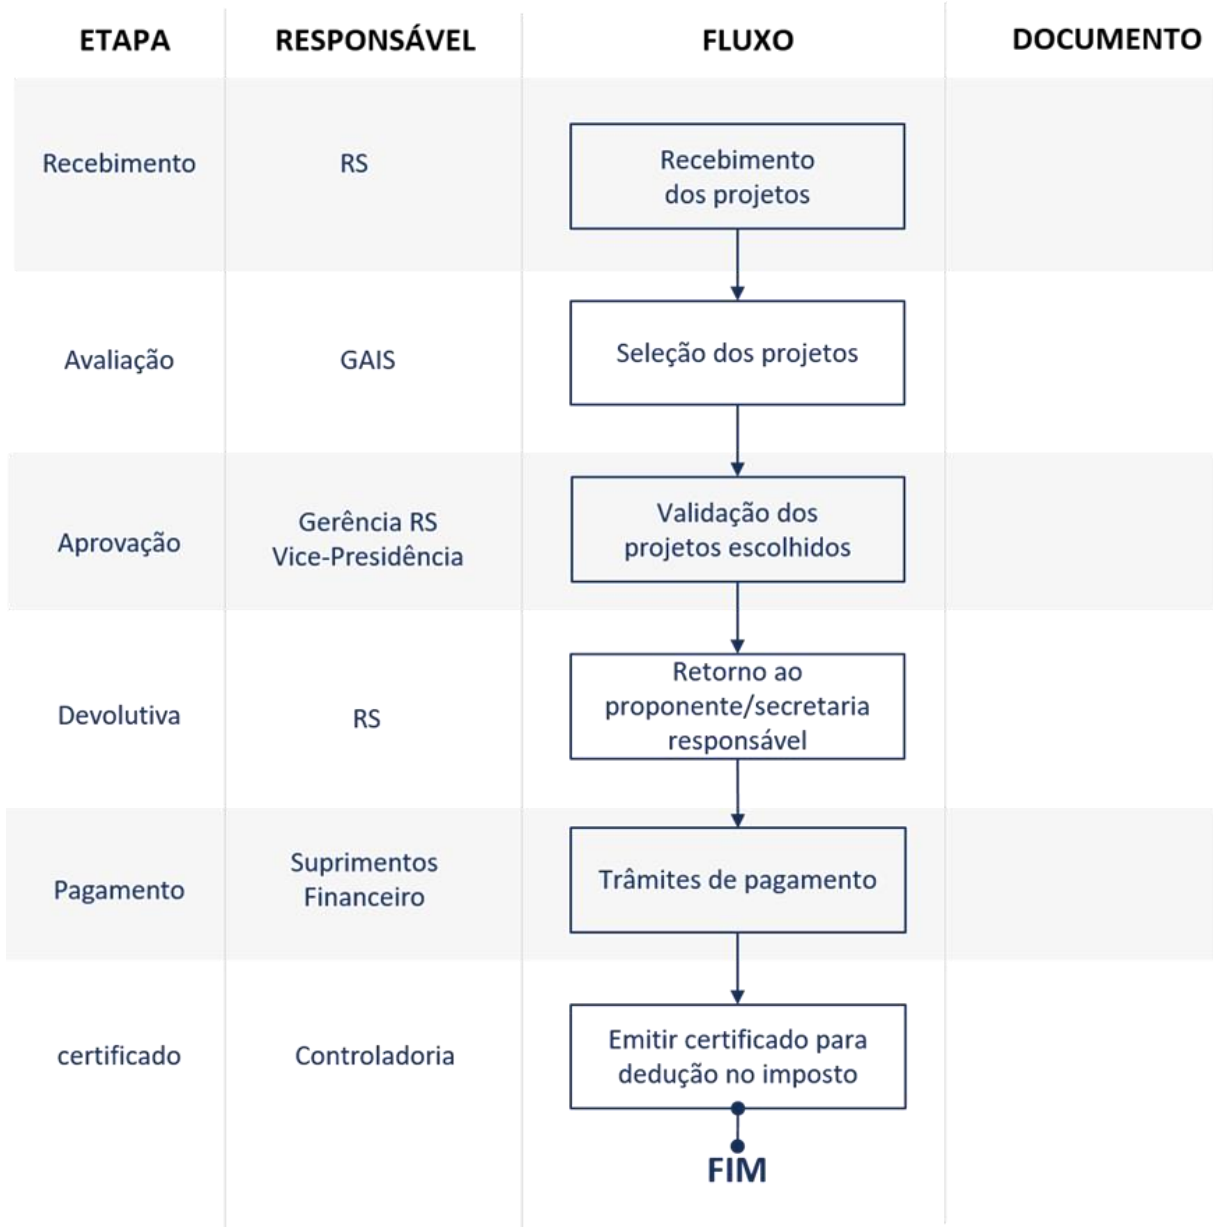 ETAPA RESPONSÁVEL FLUXO DOCUMENTO
Recebimento RS Recebimento
dos projetos
Avaliação GAIS Seleção dos projetos
Aprovação Gerência RS
Vice-Presidência Validação dos
projetos escolhidos
Devolutiva RS Retorno ao
proponente/secretaria
responsável
Pagamento Suprimentos
Financeiro Trâmites de pagamento
certificado Controladoria Emitir certificado para
dedução no imposto
FIM